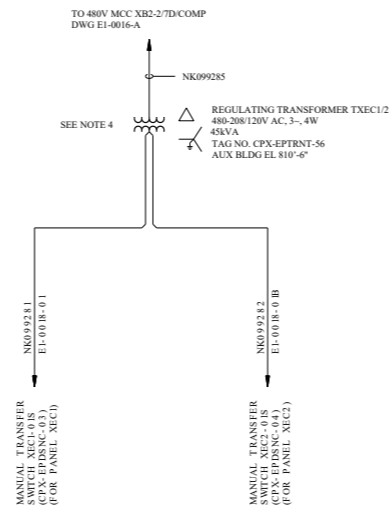 TO 480V MCC XB2-2/7D/COMP
DWG E1-0016-A
NK099285
SEE NOTE 4
REGULATING TRANSFORMER TXEC1/2
480-208/120V AC, 3~, 4W
45kVA
TAG NO. CPX-EPTRNT-56
AUX BLDG EL 810'-6"
NK099281
E1-0018-01
NK099282
E1-0018-01B
MANUAL TRANSFER
SWITCH XEC1-01S
(CPX-EPDSNC-03)
(FOR PANEL XEC1)
MANUAL TRANSFER
SWITCH XEC2-01S
(CPX-EPDSNC-04)
(FOR PANEL XEC2)